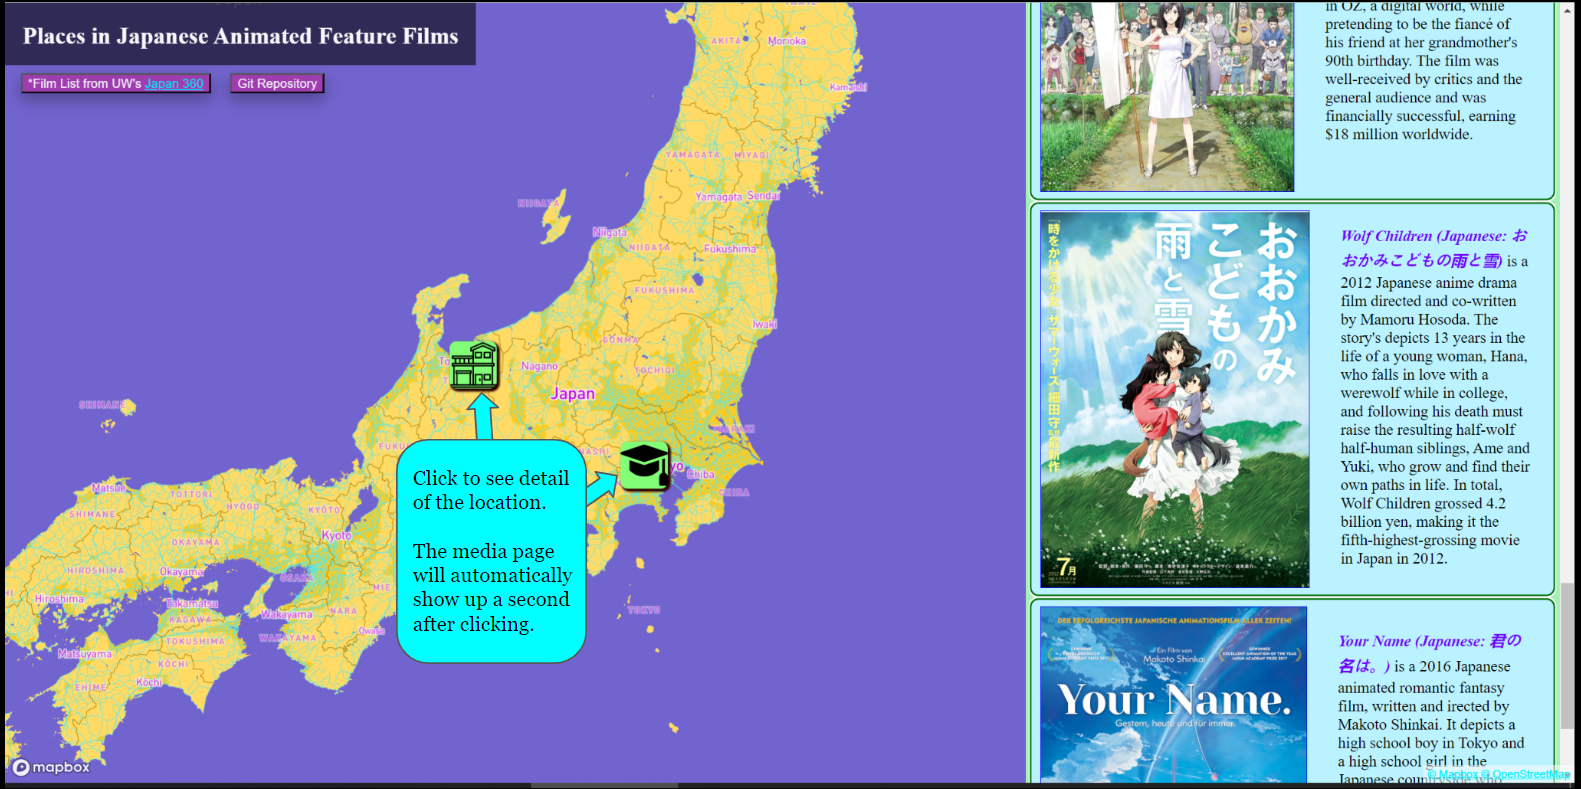 Places in Japanese Animated Feature Films
*Film List from UW's Japan 360
Git Repository
AKITA
Morioka
Kamaishi
YAMAGATA
MIYAGI
Yamagata
Sendai
NIIGATA
Niigata
NIIGATA
Fukushima
FUKUSHIMA
Iwaki
GUNMA
TOCHIGI
Nagano
Japan
SHIMANE
Chiba
CHIBA
Matsue
TOTTORI
SHIMANE
HYŌGO
KYŌTO
Kyoto
OKAYAMA
Okayama
HIROSHIMA
Hiroshima
OSAKA
MIE
Takamatsu
KAGAWA
Wakayama
NARA
WAKAYAMA
Owase
TOKUSHIMA
Matsuyama
KŌCHI
Kōchi
EHIME
TOKYO
Click to see detail
of the location.
The media page
will automatically
show up a second
after clicking.
mapbox
in OZ, a digital world, while
pretending to be the fiancé of
his friend at her grandmother's
90th birthday. The film was
well-received by critics and the
general audience and was
financially successful, earning
$18 million worldwide.
おおかみ
こどもの
雨と雪
7月
Wolf Children (Japanese: お
おかみこどもの雨と雪) is a
2012 Japanese anime drama
film directed and co-written
by Mamoru Hosoda. The
story's depicts 13 years in the
life of a young woman, Hana,
who falls in love with a
werewolf while in college,
and following his death must
raise the resulting half-wolf
half-human siblings, Ame and
Yuki, who grow and find their
own paths in life. In total,
Wolf Children grossed 4.2
billion yen, making it the
fifth-highest-grossing movie
in Japan in 2012.
DER ERFOLGREICHSTE JAPANISCHE ANIMATIONSFILM ALLER ZEITEN!
Ein Film von
Makoto Shinkai
Your Name.
Gestern, heute und für immer.
Your Name (Japanese: 君の
名は。) is a 2016 Japanese
animated romantic fantasy
film, written and irected by
Makoto Shinkai. It depicts a
high school boy in Tokyo and
a high school girl in the
Japanese countryside who
© Mapbox © OpenStreetMap